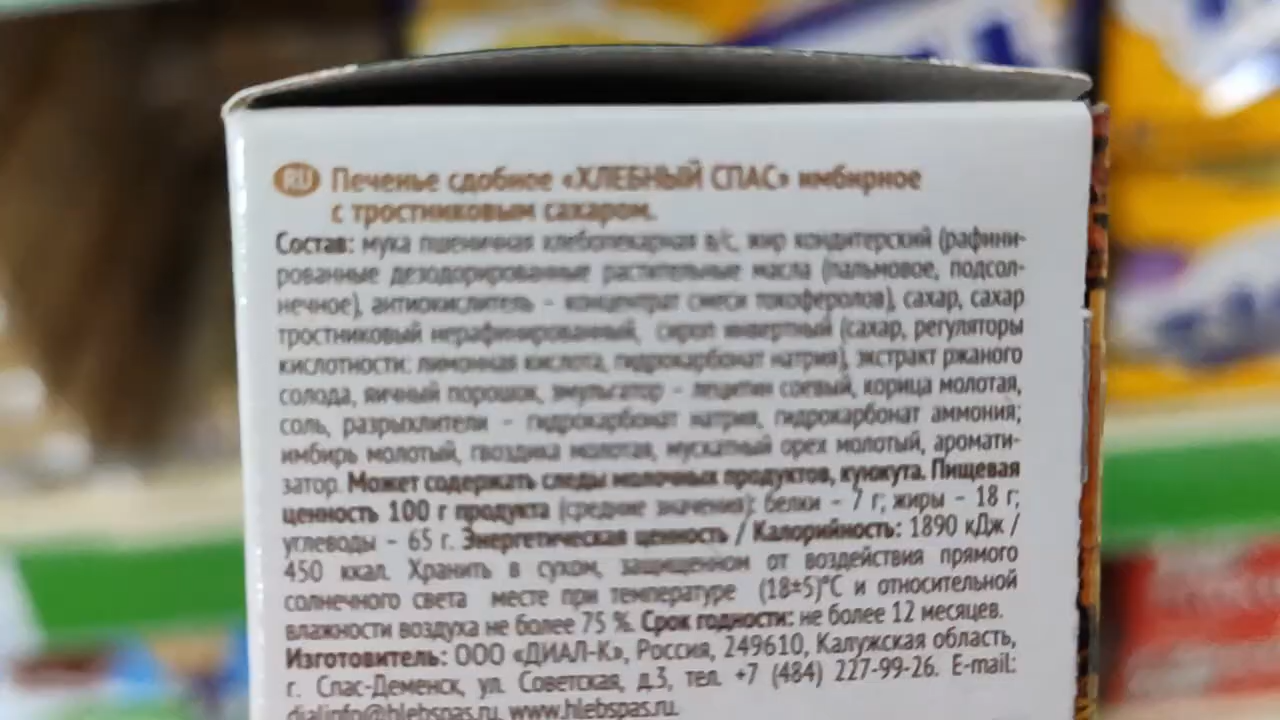 RU Печенье сдобное «ХЛЕБНЫЙ СПАС» имбирное
с тростниковым сахаром.
Состав: мука пшеничная хлебопекарная в/с, жир кондитерский (рафини-
рованные дезодорированные растительные масла (пальмовое, подсол-
нечное), антиокислитель - концентрат смеси токоферолов), сахар, сахар
тростниковый нерафинированный, сироп инвертный (сахар, регуляторы
кислотности: лимонная кислота, гидрокарбонат натрия), экстракт ржаного
солода, яичный порошок, эмульгатор - лецитин соевый, корица молотая,
соль, разрыхлители - гидрокарбонат натрия, гидрокарбонат аммония;
имбирь молотый, гвоздика молотая, мускатный орех молотый, аромати-
затор. Может содержать следы молочных продуктов, кунжута. Пищевая
ценность 100 г продукта (средние значения): белки - 7 г; жиры - 18 г;
углеводы - 65 г. Энергетическая ценность / Калорийность: 1890 кДж /
450 ккал. Хранить в сухом, защищенном от воздействия прямого
солнечного света месте при температуре (18±5)°С и относительной
влажности воздуха не более 75 %. Срок годности: не более 12 месяцев.
Изготовитель: ООО «ДИАЛ-К», Россия, 249610, Калужская область,
г. Спас-Деменск, ул. Советская, д.3, тел. +7 (484) 227-99-26. E-mail:
dialinfo@hlebspas.ru, www.hlebspas.ru.